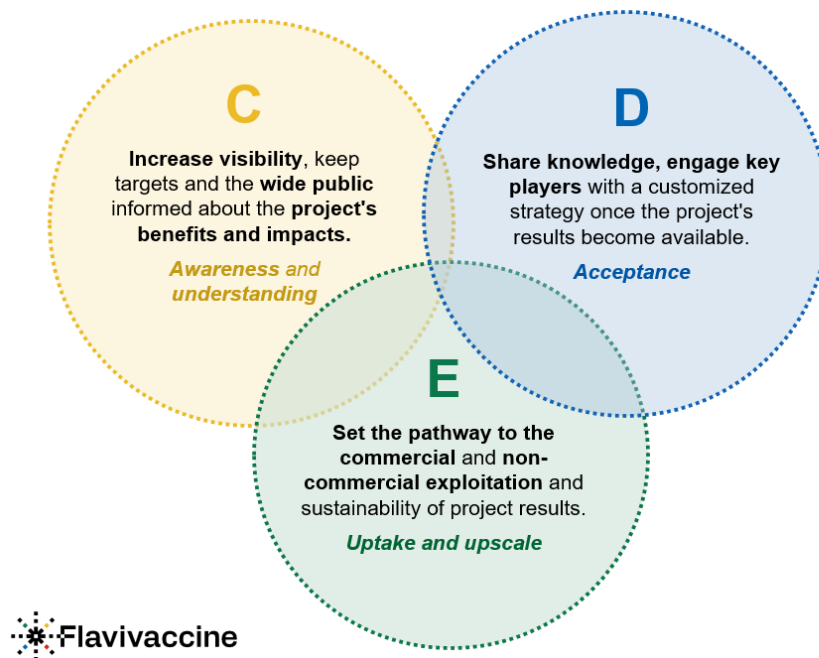 C
Increase visibility, keep
targets and the wide public
informed about the project's
benefits and impacts.
Awareness and
understanding
D
Share knowledge, engage key
players with a customized
strategy once the project's
results become available.
Acceptance
E
Set the pathway to the
commercial and non-
commercial exploitation and
sustainability of project results.
Uptake and upscale
Flavivaccine